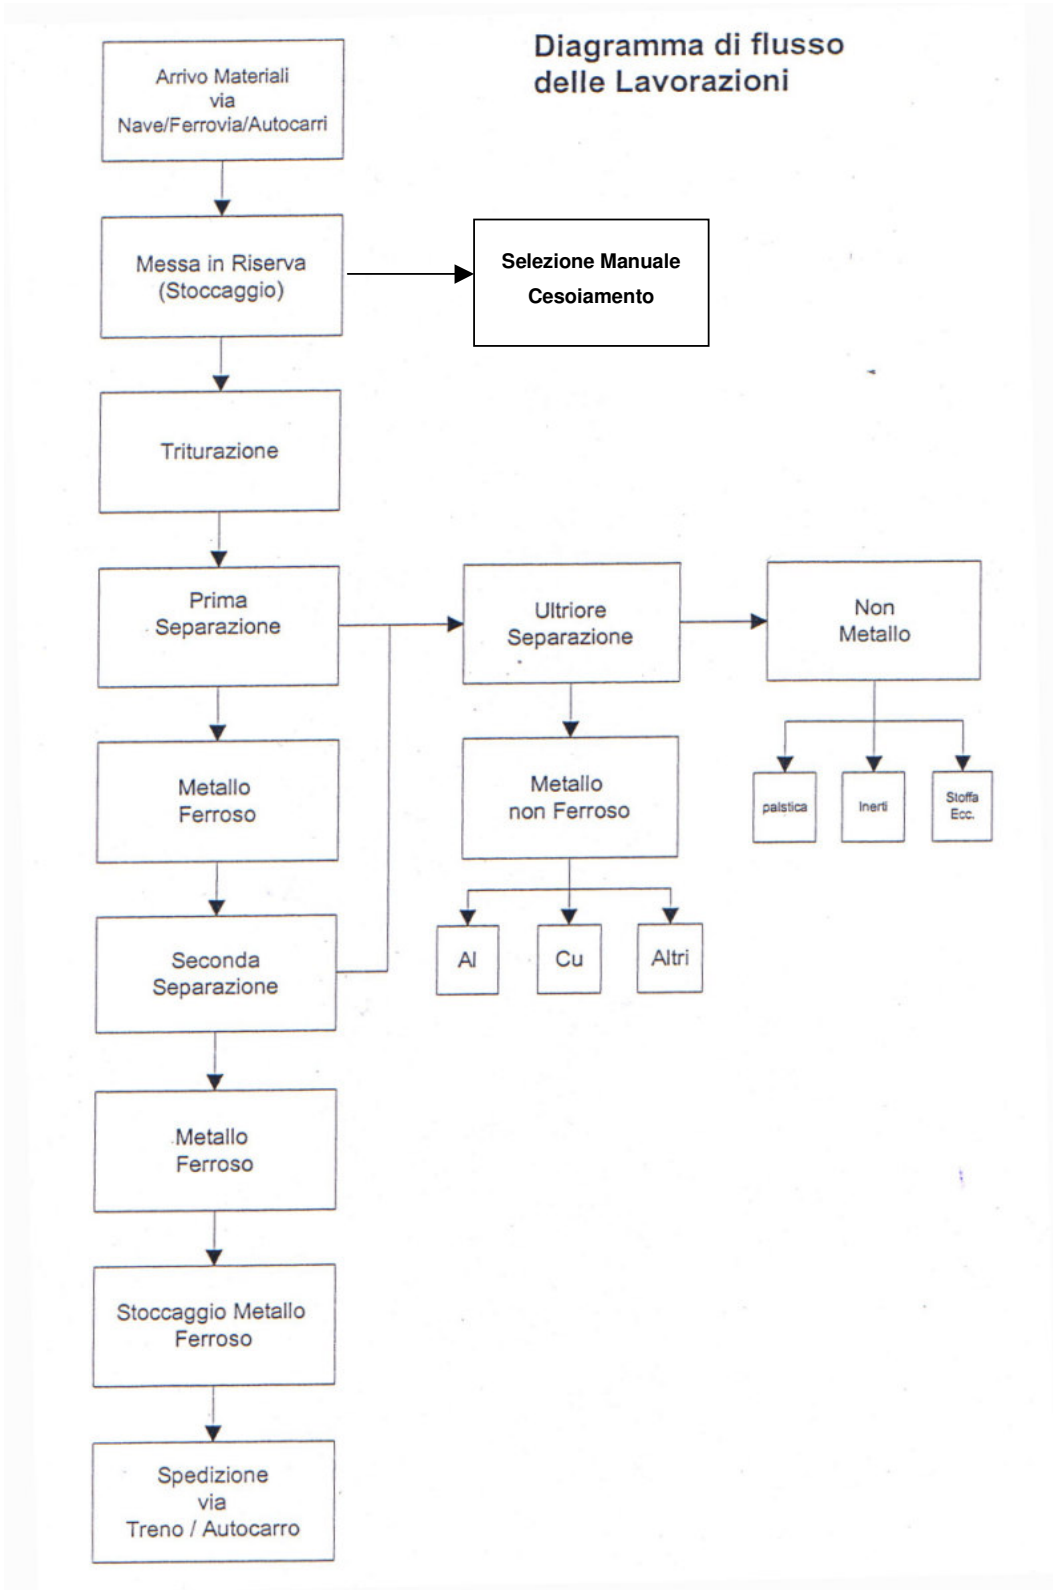 Diagramma di flusso
delle Lavorazioni
Arrivo Materiali
via
Nave/Ferrovia/Autocarri
Messa in Riserva
(Stoccaggio)
Selezione Manuale
Cesoiamento
Triturazione
Prima
Separazione
Ultriore
Separazione
Non
Metallo
Metallo
Ferroso
Metallo
non Ferroso
palstica
Inerti
Stoffa
Ecc.
Seconda
Separazione
Al
Cu
Altri
Metallo
Ferroso
Stoccaggio Metallo
Ferroso
Spedizione
via
Treno / Autocarro